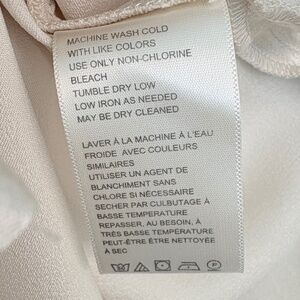 MACHINE WASH COLD
WITH LIKE COLORS
USE ONLY NON-CHLORINE
BLEACH
TUMBLE DRY LOW
LOW IRON AS NEEDED
MAY BE DRY CLEANED
LAVER À LA MACHINE À L'EAU
FROIDE AVEC COULEURS
SIMILAIRES
UTILISER UN AGENT DE
BLANCHIMENT SANS
CHLORE SI NÉCESSAIRE
SECHER PAR CULBUTAGE À
BASSE TEMPERATURE
REPASSER, AU BESOIN, À
TRÈS BASSE TEMPÉRATURE
PEUT-ÊTRE ÊTRE NETTOYÉE
À SEC
P